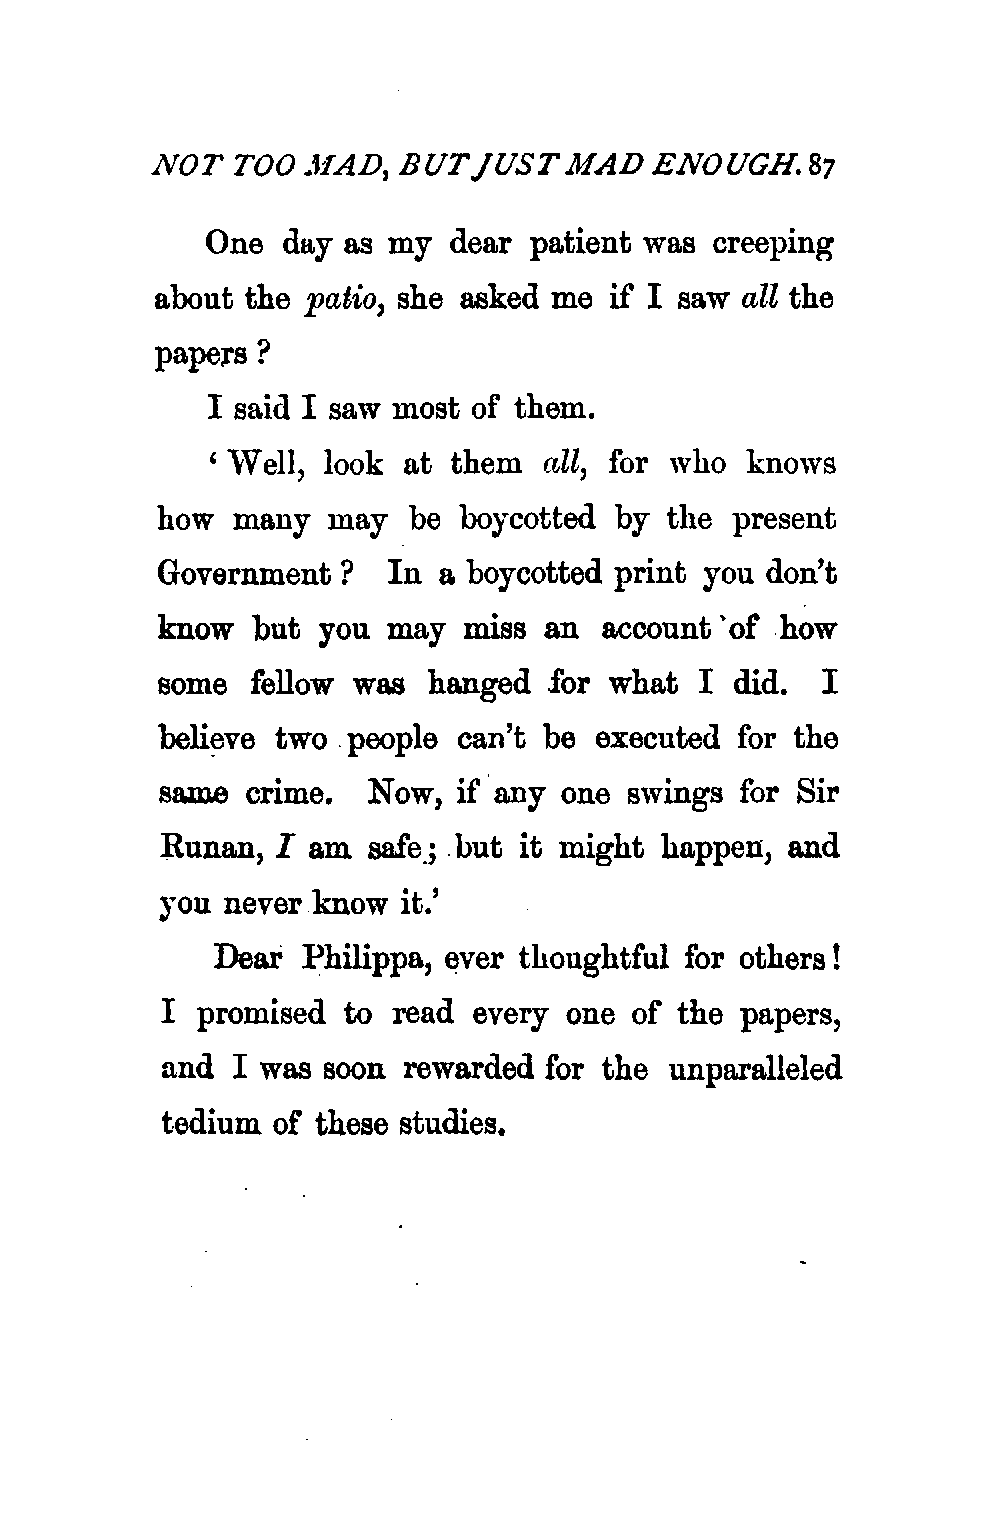 NOT TOO MAD, BUT JUST MAD ENOUGH. 87
One day as my dear patient was creeping
about the patio, she asked me if I saw all the
papers ?
I said I saw most of them.
‘ Well, look at them all, for who knows
how many may be boycotted by the present
Government ? In a boycotted print you don’t
know but you may miss an account of how
some fellow was hanged for what I did. I
believe two people can’t be executed for the
same crime. Now, if any one swings for Sir
Runan, I am safe ; but it might happen, and
you never know it.’
Dear Philippa, ever thoughtful for others !
I promised to read every one of the papers,
and I was soon rewarded for the unparalleled
tedium of these studies.